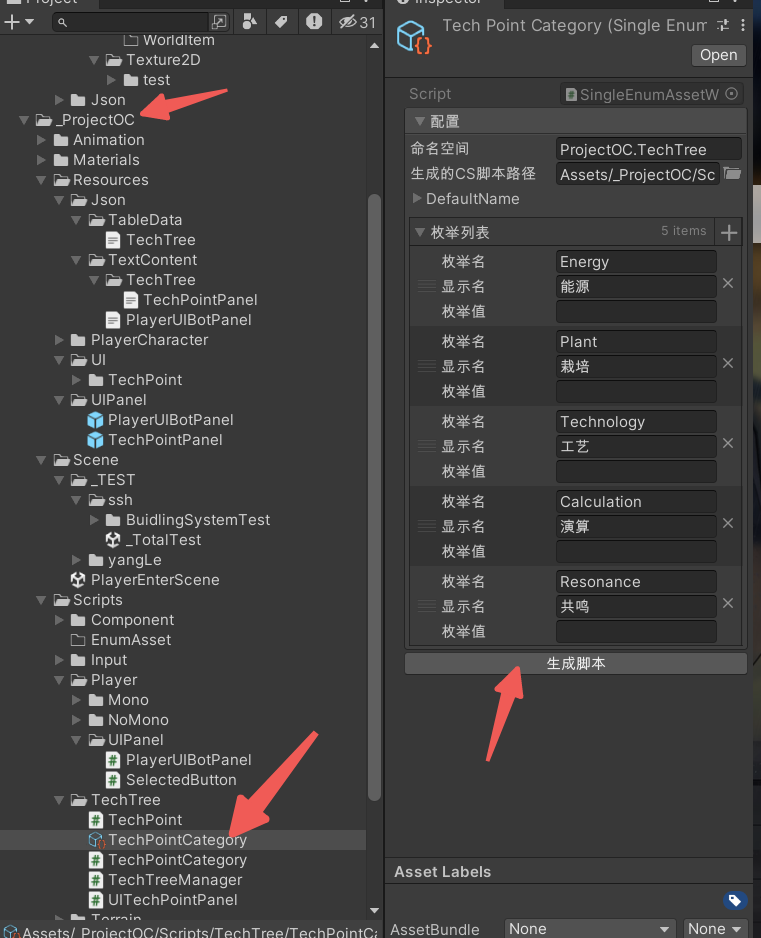 Project
Inspector
31
WorldItem
Texture2D
test
Json
_ProjectOC
Animation
Materials
Resources
Json
TableData
TechTree
TextContent
TechTree
TechPointPanel
PlayerUIBotPanel
PlayerCharacter
UI
TechPoint
UIPanel
PlayerUIBotPanel
TechPointPanel
Scene
_TEST
ssh
BuidlingSystemTest
_TotalTest
yangLe
PlayerEnterScene
Scripts
Component
EnumAsset
Input
Player
Mono
NoMono
UIPanel
PlayerUIBotPanel
SelectedButton
TechTree
TechPoint
TechPointCategory
TechPointCategory
TechTreeManager
UITechPointPanel
Terrain
Assets/_ProjectOC/Scripts/TechTree/TechPointCa
Tech Point Category (Single Enum
Open
Script
SingleEnumAssetW
配置
命名空间
ProjectOC.TechTree
生成的CS脚本路径
Assets/_ProjectOC/Sc
DefaultName
枚举列表
5 items
枚举名
Energy
显示名
能源
枚举值
枚举名
Plant
显示名
栽培
枚举值
枚举名
Technology
显示名
工艺
枚举值
枚举名
Calculation
显示名
演算
枚举值
枚举名
Resonance
显示名
共鸣
枚举值
生成脚本
Asset Labels
AssetBundle
None
None